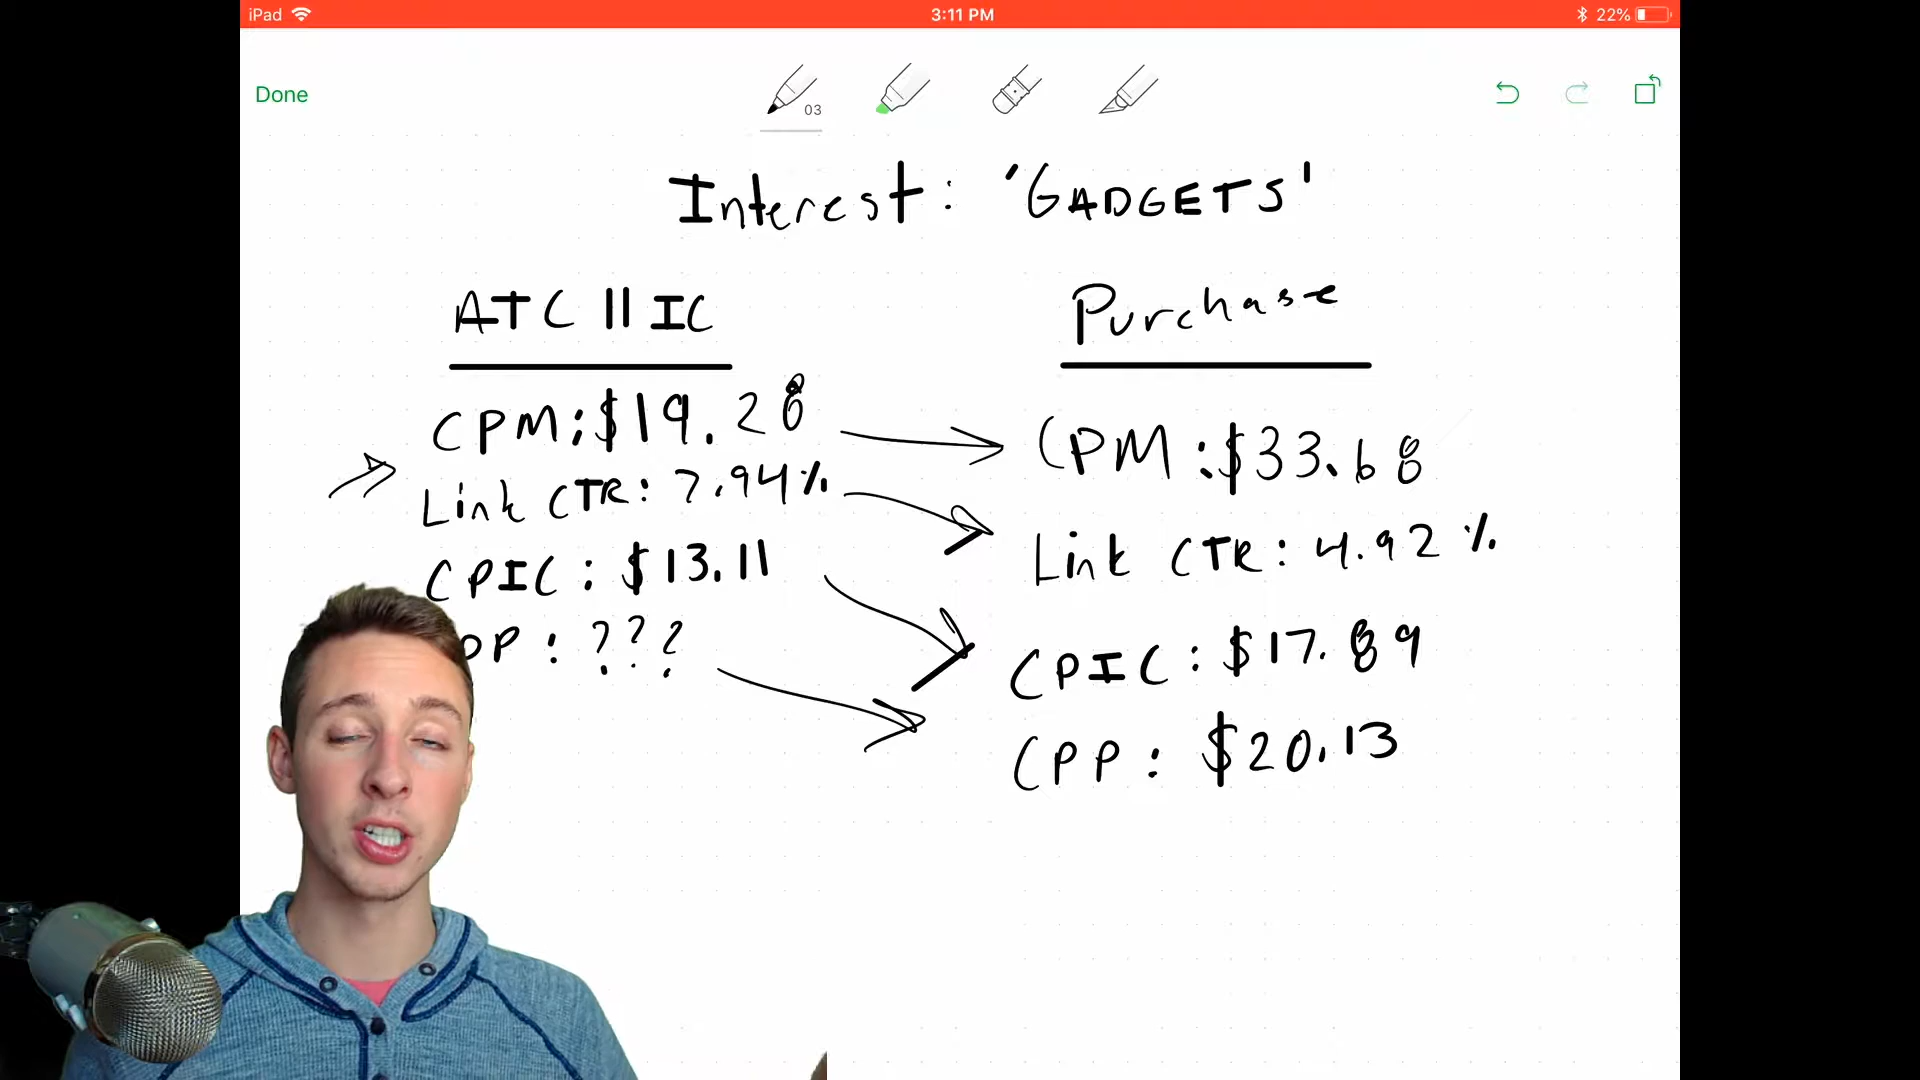 iPad 3:11 PM 22%
Done
03
Interest: 'GADGETS'
ATC || IC
CPM: $19.28
Link CTR: 7.94%
CPIC: $13.11
PP: ???
Purchase
CPM: $33.68
Link CTR: 4.92%
CPIC: $17.89
CPP: $20.13